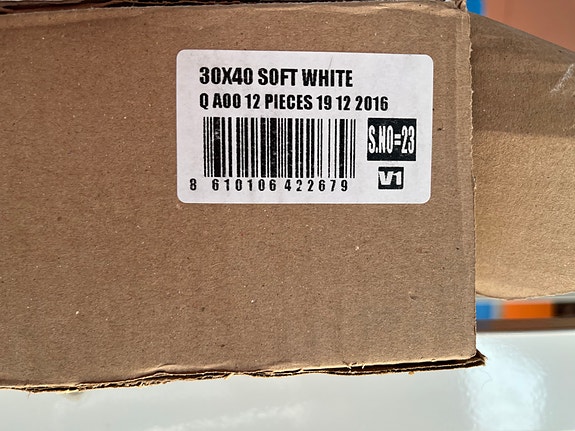 30X40 SOFT WHITE
Q A00 12 PIECES 19 12 2016
S.NO=23
V1
8 610106 422679